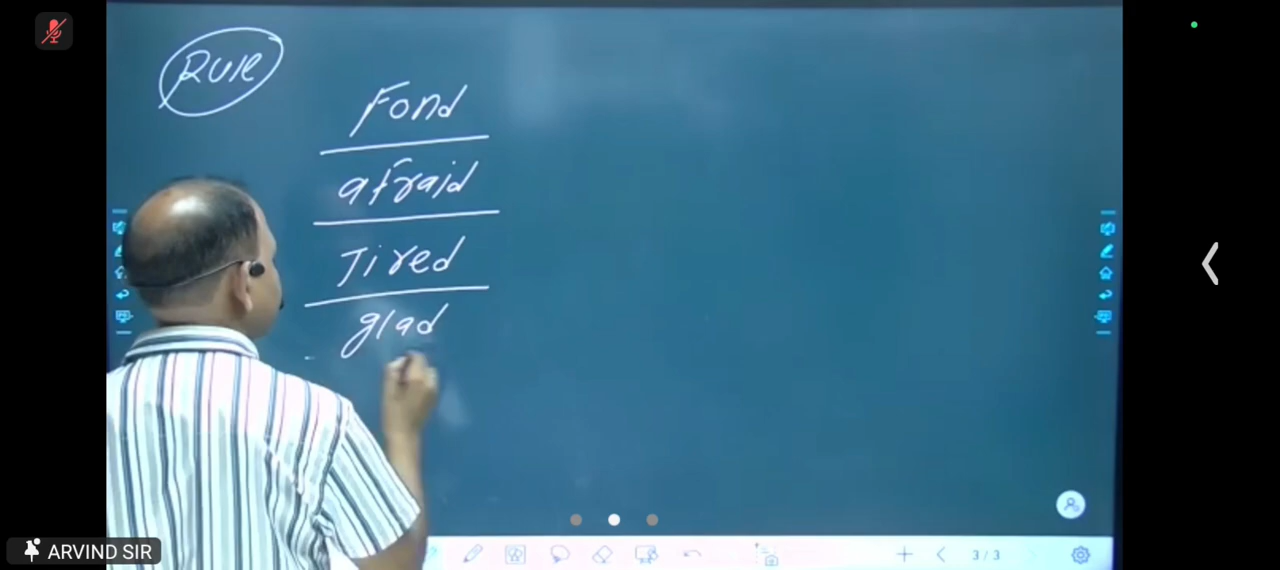 RULE
Fond
afraid
Tired
glad
ARVIND SIR
3/3